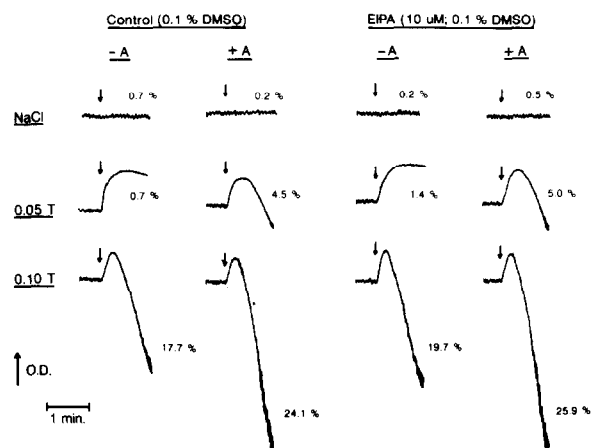 Control (0.1 % DMSO) EIPA (10 uM; 0.1 % DMSO)
- A + A - A + A
NaCl 0.7 % 0.2 % 0.2 % 0.5 %
0.05 T 0.7 % 4.5 % 1.4 % 5.0 %
0.10 T 17.7 % 24.1 % 19.7 % 25.9 %
O.D.
1 min.